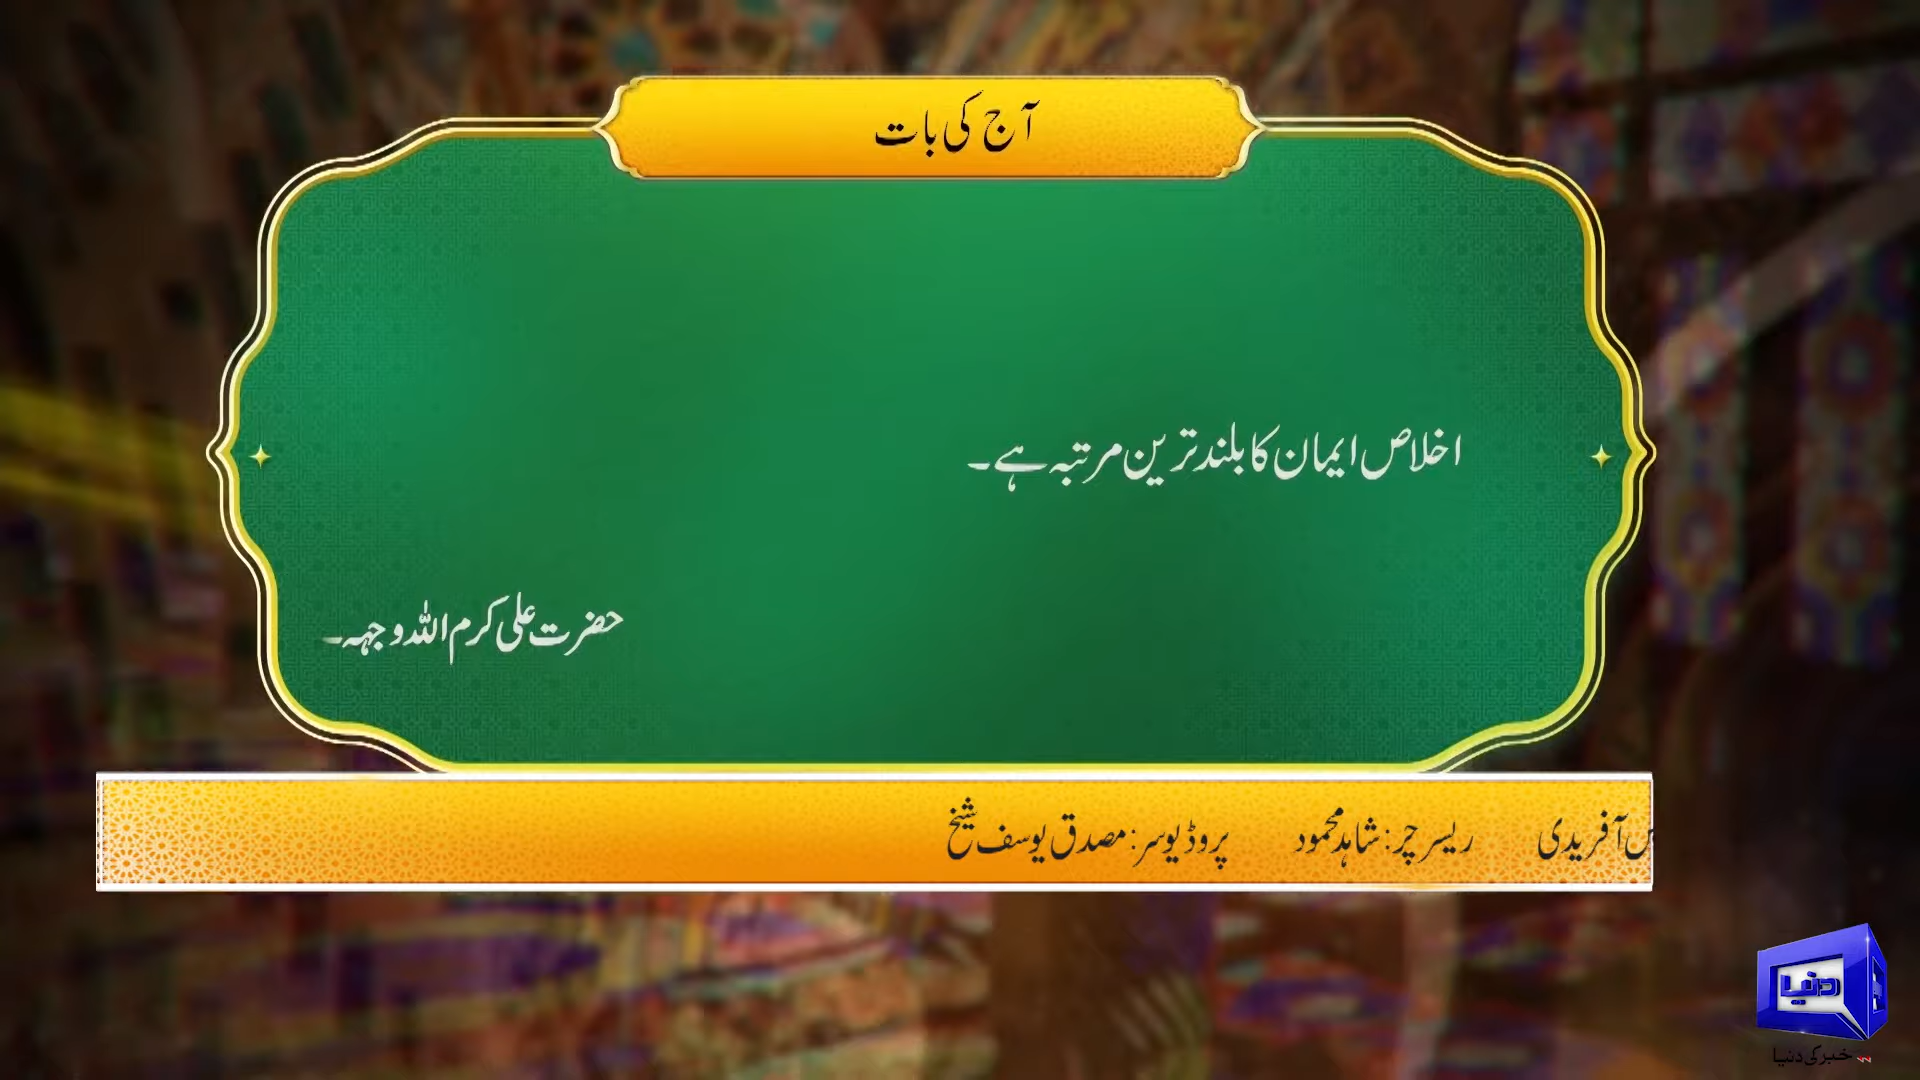 آج کی بات
اخلاص ایمان کا بلند ترین مرتبہ ہے۔
حضرت علی کرم اللہ وجہہ۔
آفریدی ریسرچر: شاہد محمود پروڈیوسر: مصدق یوسف شیخ
دنیا
خبر کی دنیا